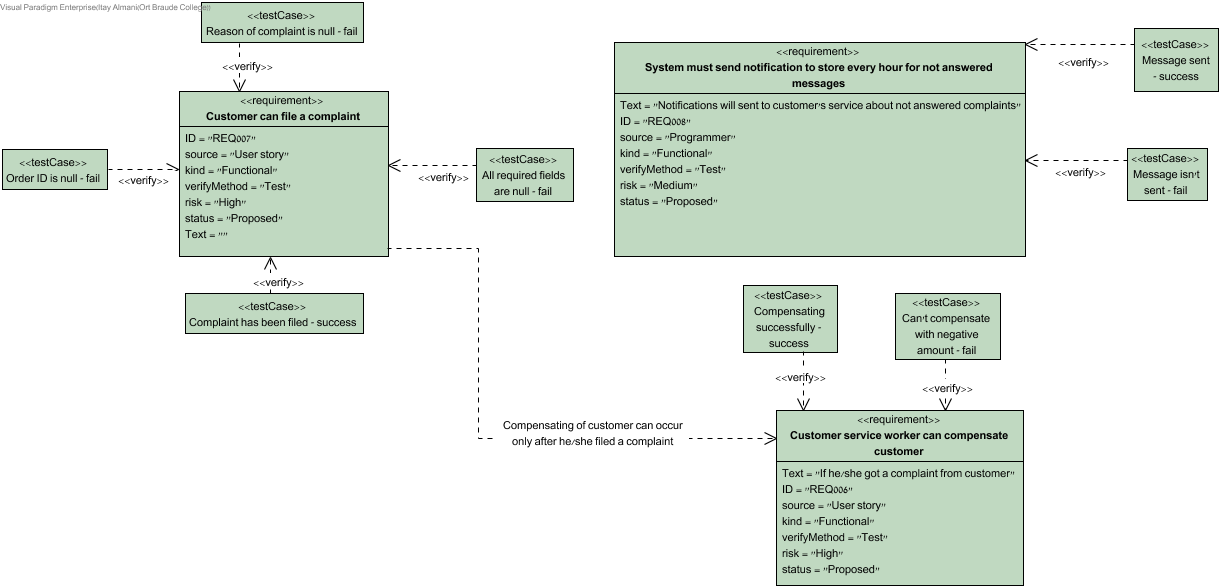 Visual Paradigm Enterprise(Itay Almani(Ort Braude College))
<<testCase>>
Reason of complaint is null - fail
<<verify>>
<<requirement>>
Customer can file a complaint
ID = "REQ007"
source = "User story"
kind = "Functional"
verifyMethod = "Test"
risk = "High"
status = "Proposed"
Text = ""
<<testCase>>
Order ID is null - fail
<<verify>>
<<testCase>>
All required fields
are null - fail
<<verify>>
<<verify>>
<<testCase>>
Complaint has been filed - success
<<requirement>>
System must send notification to store every hour for not answered
messages
Text = "Notifications will sent to customer's service about not answered complaints"
ID = "REQ008"
source = "Programmer"
kind = "Functional"
verifyMethod = "Test"
risk = "Medium"
status = "Proposed"
<<testCase>>
Message sent
- success
<<verify>>
<<testCase>>
Message isn't
sent - fail
<<verify>>
<<testCase>>
Compensating
successfully -
success
<<verify>>
<<testCase>>
Can't compensate
with negative
amount - fail
<<verify>>
Compensating of customer can occur
only after he/she filed a complaint
<<requirement>>
Customer service worker can compensate
customer
Text = "If he/she got a complaint from customer"
ID = "REQ006"
source = "User story"
kind = "Functional"
verifyMethod = "Test"
risk = "High"
status = "Proposed"